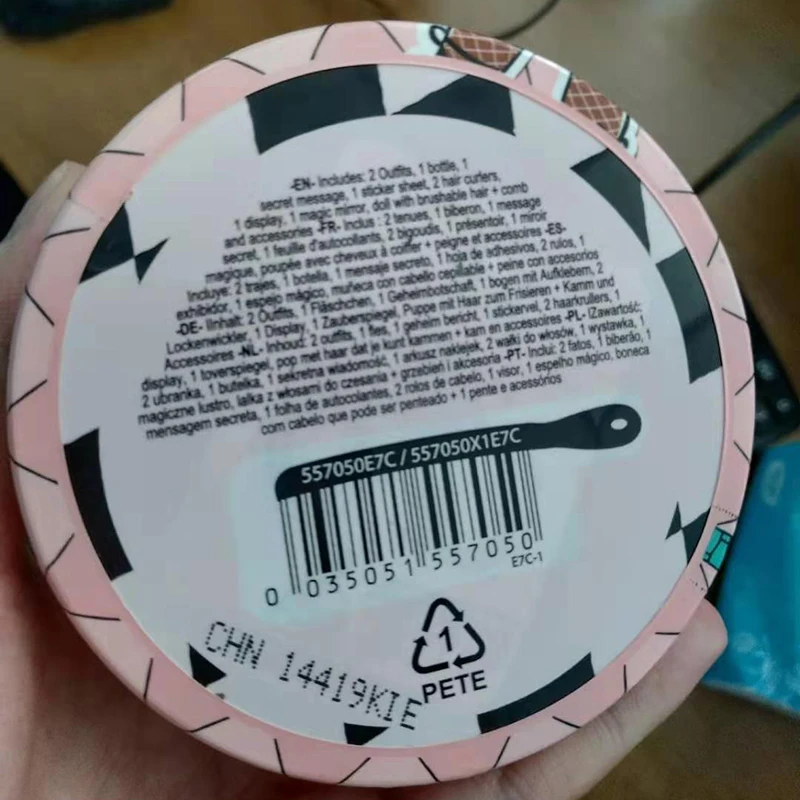 -EN- Includes: 2 Outfits, 1 bottle, 1
secret message, 1 sticker sheet, 2 hair curlers,
1 display, 1 magic mirror, doll with brushable hair + comb
and accessories -FR- Inclus : 2 tenues, 1 biberon, 1 message
secret, 1 feuille d'autocollants, 2 bigoudis, 1 présentoir, 1 miroir
magique, poupée avec cheveux à coiffer + peigne et accessoires -ES-
Incluye: 2 trajes, 1 botella, 1 mensaje secreto, 1 hoja de adhesivos, 2 rulos, 1
exhibidor, 1 espejo mágico, muñeca con cabello cepillable + peine con accesorios
-DE- Iinhalt: 2 Outfits, 1 Fläschchen, 1 Geheimbotschaft, 1 bogen mit Aufklebern, 2
Lockenwickler, 1 Display, 1 Zauberspiegel, Puppe mit Haar zum Frisieren + Kamm und
Accessoires -NL- Inhoud: 2 outfits, 1 fles, 1 geheim bericht, 1 stickervel, 2 haarkrullers, 1
display, 1 toverspiegel, pop met haar dat je kunt kammen + kam en accessoires -PL- iZawartość:
2 ubranka, 1 butelka, 1 sekretna wiadomość, 1 arkusz naklejek, 2 wałki do włosów, 1 wystawka, 1
magiczne lustro, lalka z włosami do czesania + grzebień i akcesoria -PT- Inclui: 2 fatos, 1 biberão, 1
mensagem secreta, 1 folha de autocolantes, 2 rolos de cabelo, 1 visor, 1 espelho mágico, boneca
com cabelo que pode ser penteado + 1 pente e acessórios
557050E7C / 557050X1E7C
0 035051 557050
E7C-1
1
PETE
CHN 14419KIE